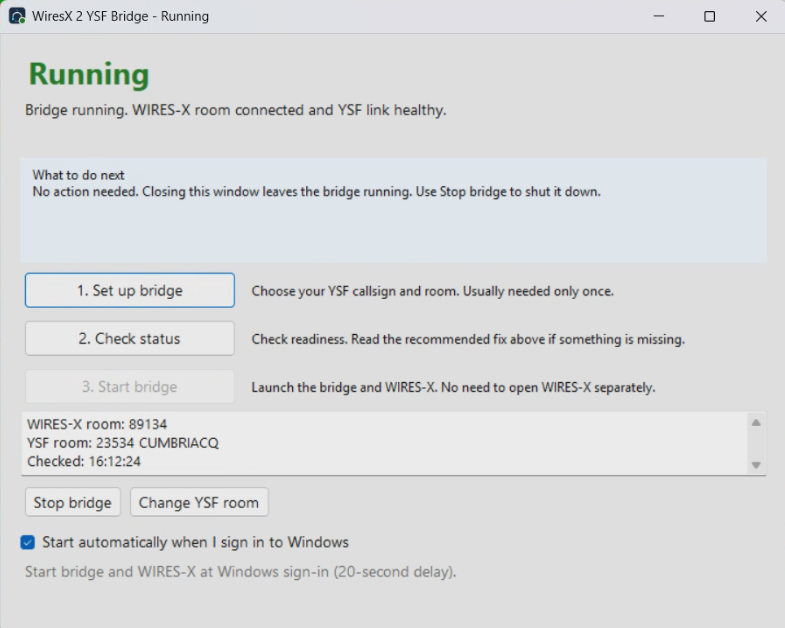 WiresX 2 YSF Bridge - Running
Running
Bridge running. WIRES-X room connected and YSF link healthy.
What to do next
No action needed. Closing this window leaves the bridge running. Use Stop bridge to shut it down.
1. Set up bridge
Choose your YSF callsign and room. Usually needed only once.
2. Check status
Check readiness. Read the recommended fix above if something is missing.
3. Start bridge
Launch the bridge and WIRES-X. No need to open WIRES-X separately.
WIRES-X room: 89134
YSF room: 23534 CUMBRIACQ
Checked: 16:12:24
Stop bridge Change YSF room
Start automatically when I sign in to Windows
Start bridge and WIRES-X at Windows sign-in (20-second delay).